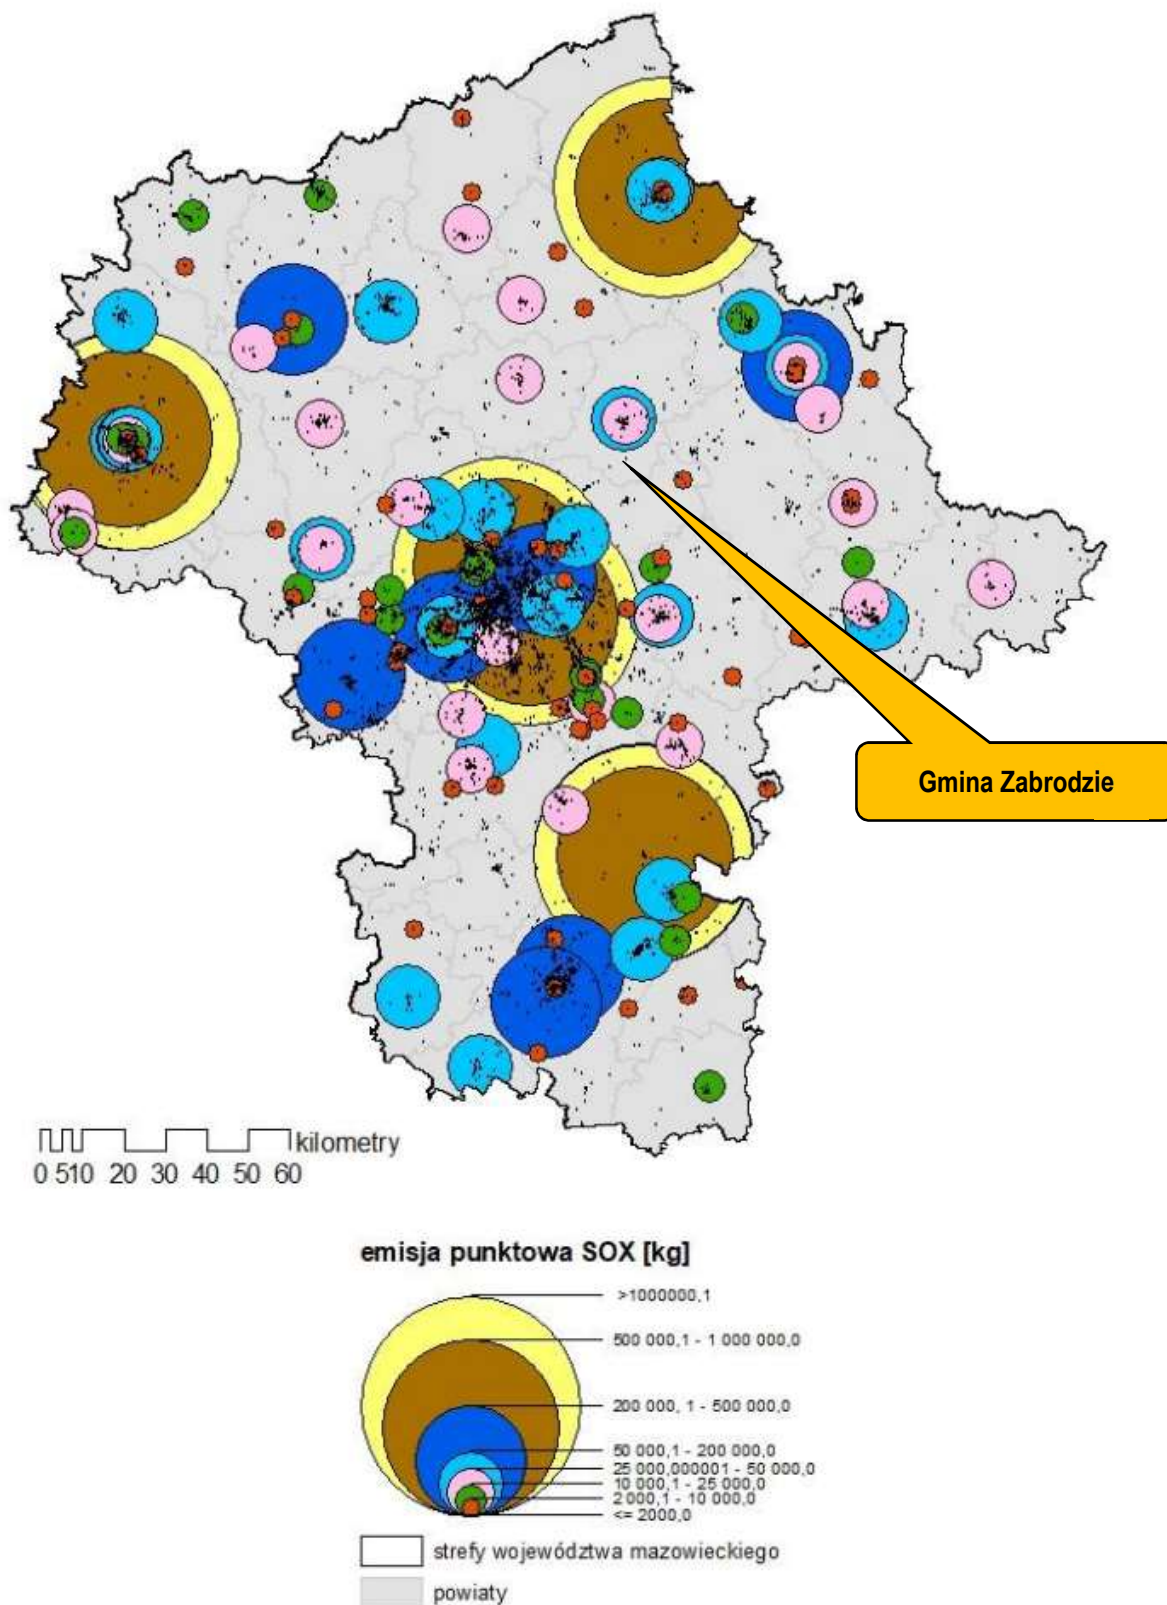 Gmina Zabrodzie
kilometry
0 510 20 30 40 50 60
emisja punktowa SOX [kg]
>1000000,1
500 000,1 - 1 000 000,0
200 000, 1 - 500 000,0
50 000,1 - 200 000,0
25 000,000001 - 50 000,0
10 000,1 - 25 000,0
2 000,1 - 10 000,0
<= 2000,0
strefy województwa mazowieckiego
powiaty